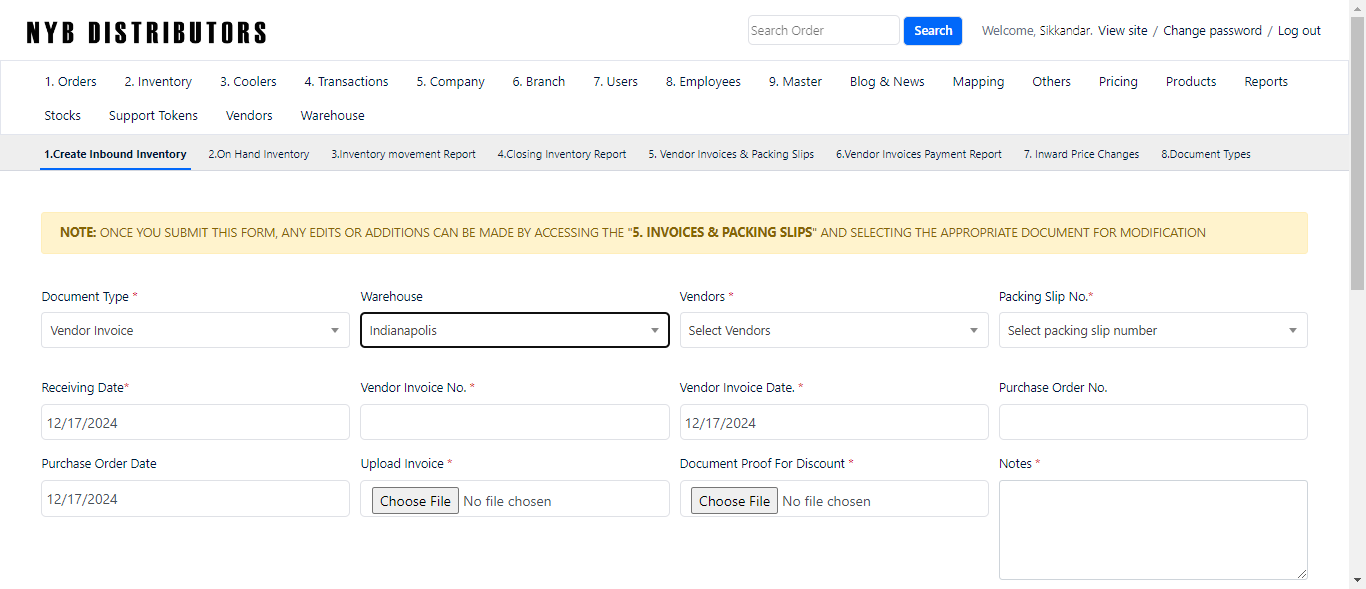 NYB DISTRIBUTORS
Search Order Search Welcome, Sikkandar. View site / Change password / Log out
1. Orders 2. Inventory 3. Coolers 4. Transactions 5. Company 6. Branch 7. Users 8. Employees 9. Master Blog & News Mapping Others Pricing Products Reports
Stocks Support Tokens Vendors Warehouse
1.Create Inbound Inventory 2.On Hand Inventory 3.Inventory movement Report 4.Closing Inventory Report 5. Vendor Invoices & Packing Slips 6.Vendor Invoices Payment Report 7. Inward Price Changes 8.Document Types
NOTE: ONCE YOU SUBMIT THIS FORM, ANY EDITS OR ADDITIONS CAN BE MADE BY ACCESSING THE "5. INVOICES & PACKING SLIPS" AND SELECTING THE APPROPRIATE DOCUMENT FOR MODIFICATION
Document Type * Warehouse Vendors * Packing Slip No.*
Vendor Invoice Indianapolis Select Vendors Select packing slip number
Receiving Date* Vendor Invoice No. * Vendor Invoice Date. * Purchase Order No.
12/17/2024 12/17/2024
Purchase Order Date Upload Invoice * Document Proof For Discount * Notes *
12/17/2024 Choose File No file chosen Choose File No file chosen